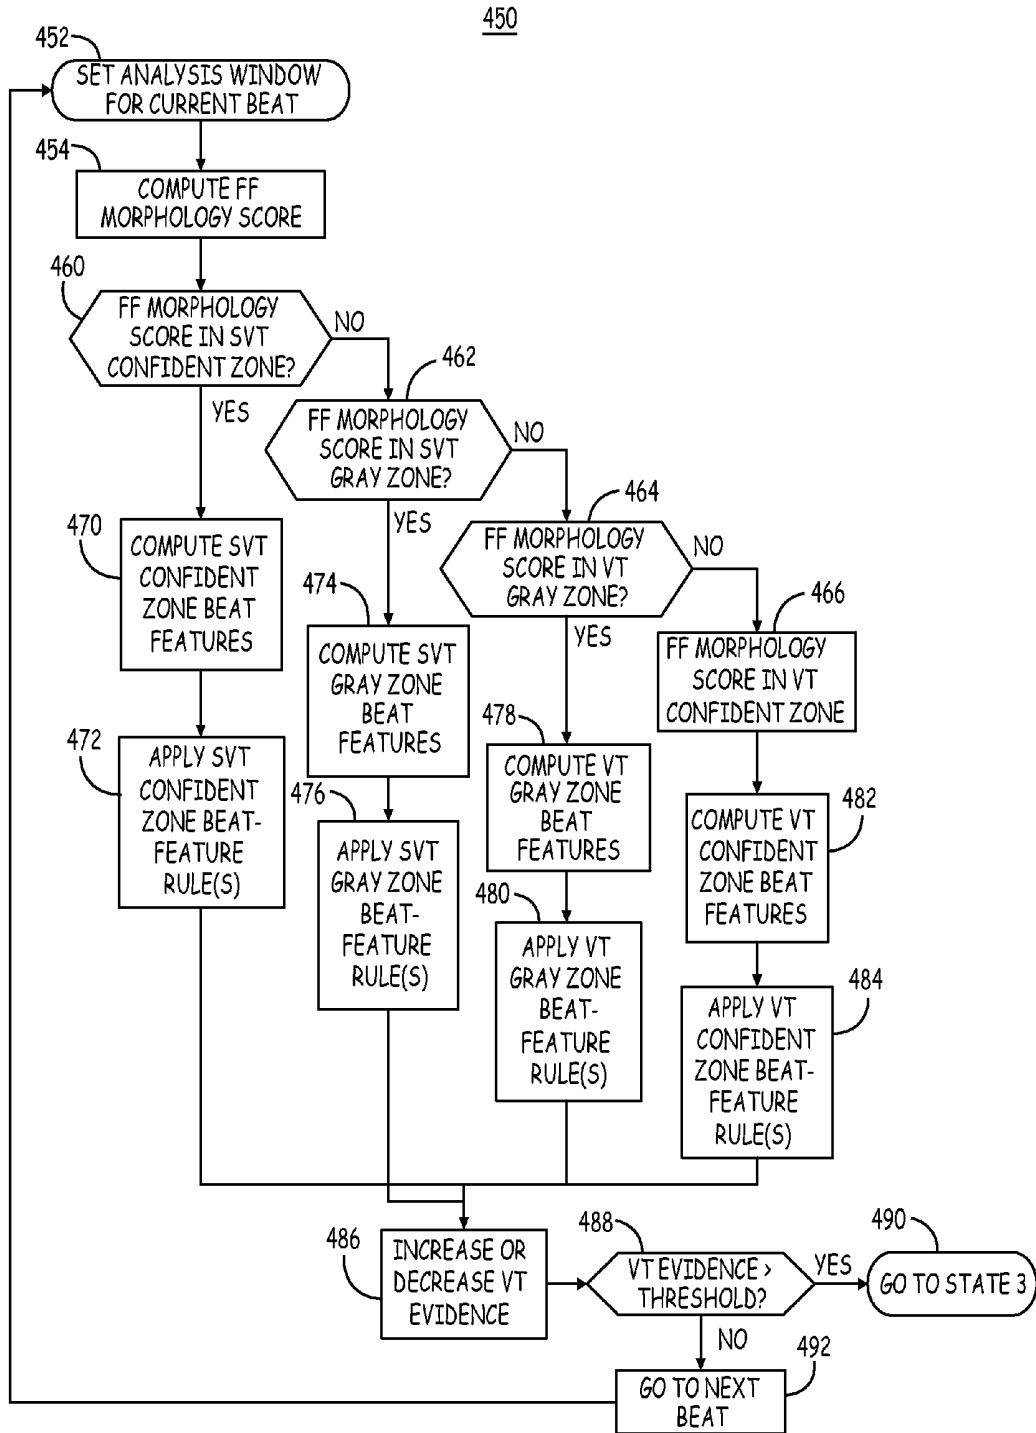 450
452
SET ANALYSIS WINDOW
FOR CURRENT BEAT
454
COMPUTE FF
MORPHOLOGY SCORE
460
FF MORPHOLOGY
SCORE IN SVT
CONFIDENT ZONE?
NO
YES
462
FF MORPHOLOGY
SCORE IN SVT
GRAY ZONE?
NO
YES
464
FF MORPHOLOGY
SCORE IN VT
GRAY ZONE?
NO
YES
466
FF MORPHOLOGY
SCORE IN VT
CONFIDENT ZONE
470
COMPUTE SVT
CONFIDENT
ZONE BEAT
FEATURES
472
APPLY SVT
CONFIDENT
ZONE BEAT-
FEATURE
RULE(S)
474
COMPUTE SVT
GRAY ZONE
BEAT
FEATURES
476
APPLY SVT
GRAY ZONE
BEAT-
FEATURE
RULE(S)
478
COMPUTE VT
GRAY ZONE
BEAT
FEATURES
480
APPLY VT
GRAY ZONE
BEAT-
FEATURE
RULE(S)
482
COMPUTE VT
CONFIDENT
ZONE BEAT
FEATURES
484
APPLY VT
CONFIDENT
ZONE BEAT-
FEATURE
RULE(S)
486
INCREASE OR
DECREASE VT
EVIDENCE
488
VT EVIDENCE >
THRESHOLD?
YES
NO
490
GO TO STATE 3
492
GO TO NEXT
BEAT